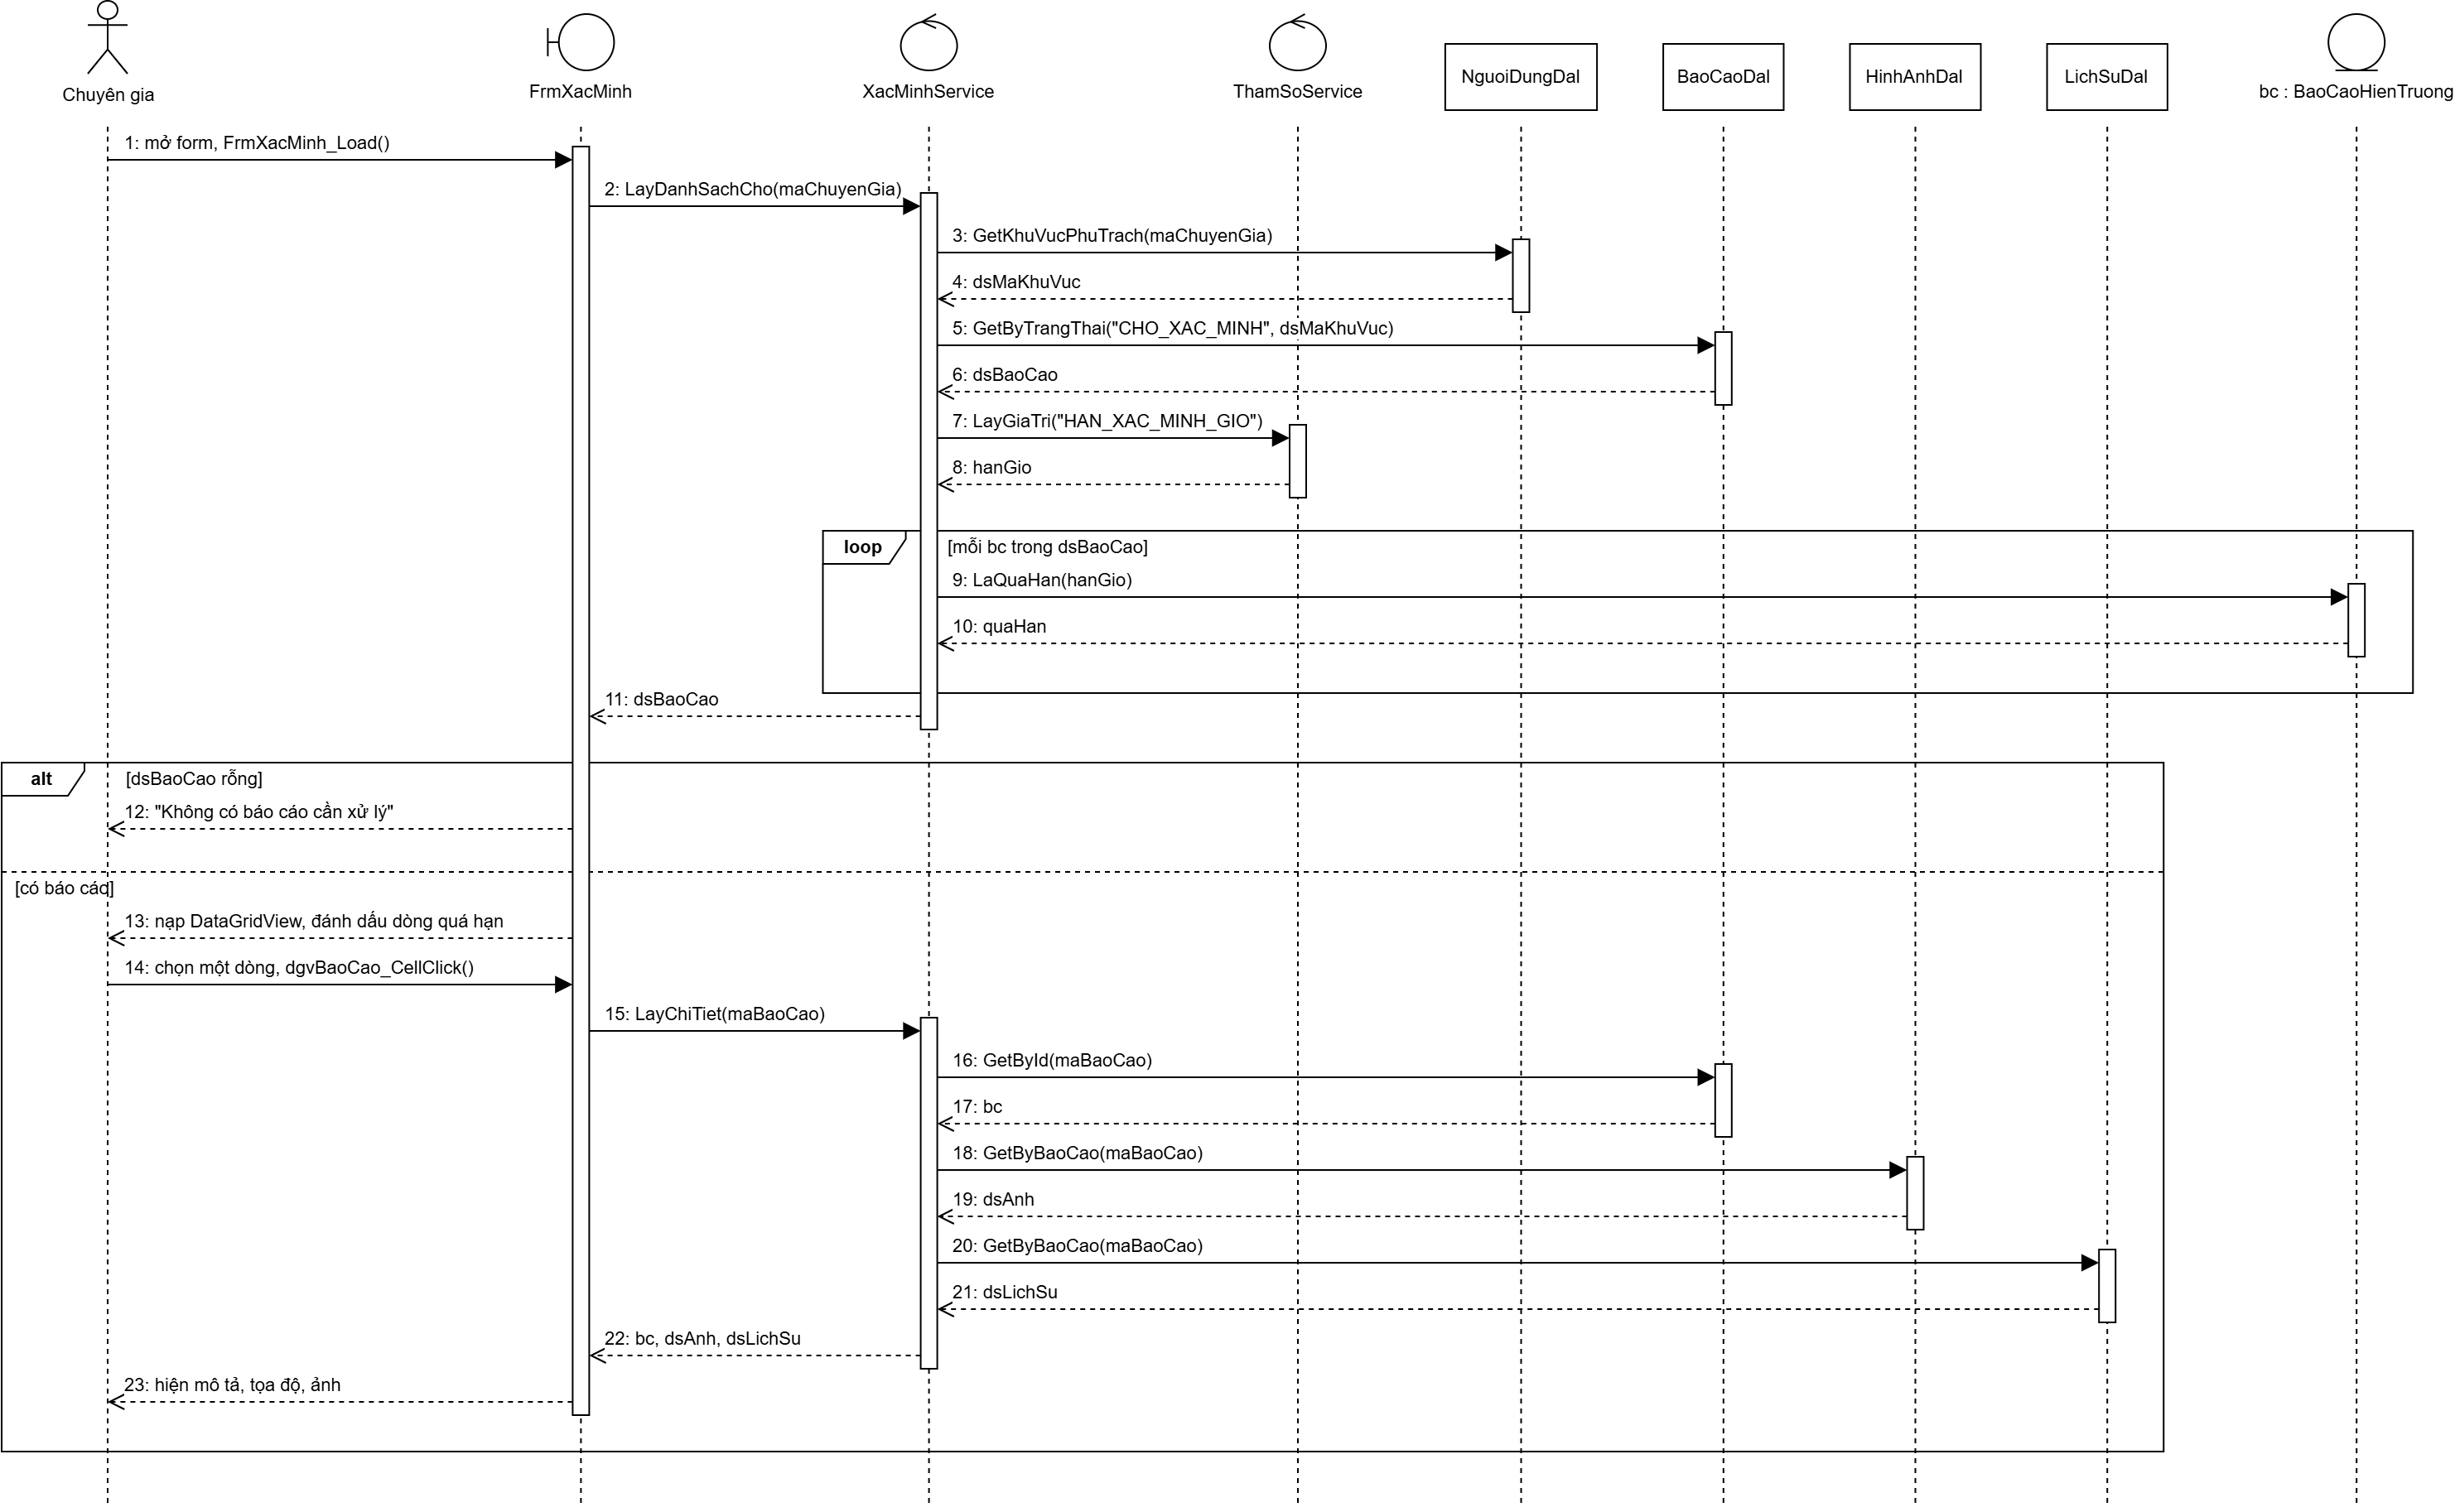 Chuyên gia
FrmXacMinh
XacMinhService
ThamSoService
NguoiDungDal
BaoCaoDal
HinhAnhDal
LichSuDal
bc : BaoCaoHienTruong
1: mở form, FrmXacMinh_Load()
2: LayDanhSachCho(maChuyenGia)
3: GetKhuVucPhuTrach(maChuyenGia)
4: dsMaKhuVuc
5: GetByTrangThai("CHO_XAC_MINH", dsMaKhuVuc)
6: dsBaoCao
7: LayGiaTri("HAN_XAC_MINH_GIO")
8: hanGio
loop
[mỗi bc trong dsBaoCao]
9: LaQuaHan(hanGio)
10: quaHan
11: dsBaoCao
alt
[dsBaoCao rỗng]
12: "Không có báo cáo cần xử lý"
[có báo cáo]
13: nạp DataGridView, đánh dấu dòng quá hạn
14: chọn một dòng, dgvBaoCao_CellClick()
15: LayChiTiet(maBaoCao)
16: GetById(maBaoCao)
17: bc
18: GetByBaoCao(maBaoCao)
19: dsAnh
20: GetByBaoCao(maBaoCao)
21: dsLichSu
22: bc, dsAnh, dsLichSu
23: hiện mô tả, tọa độ, ảnh